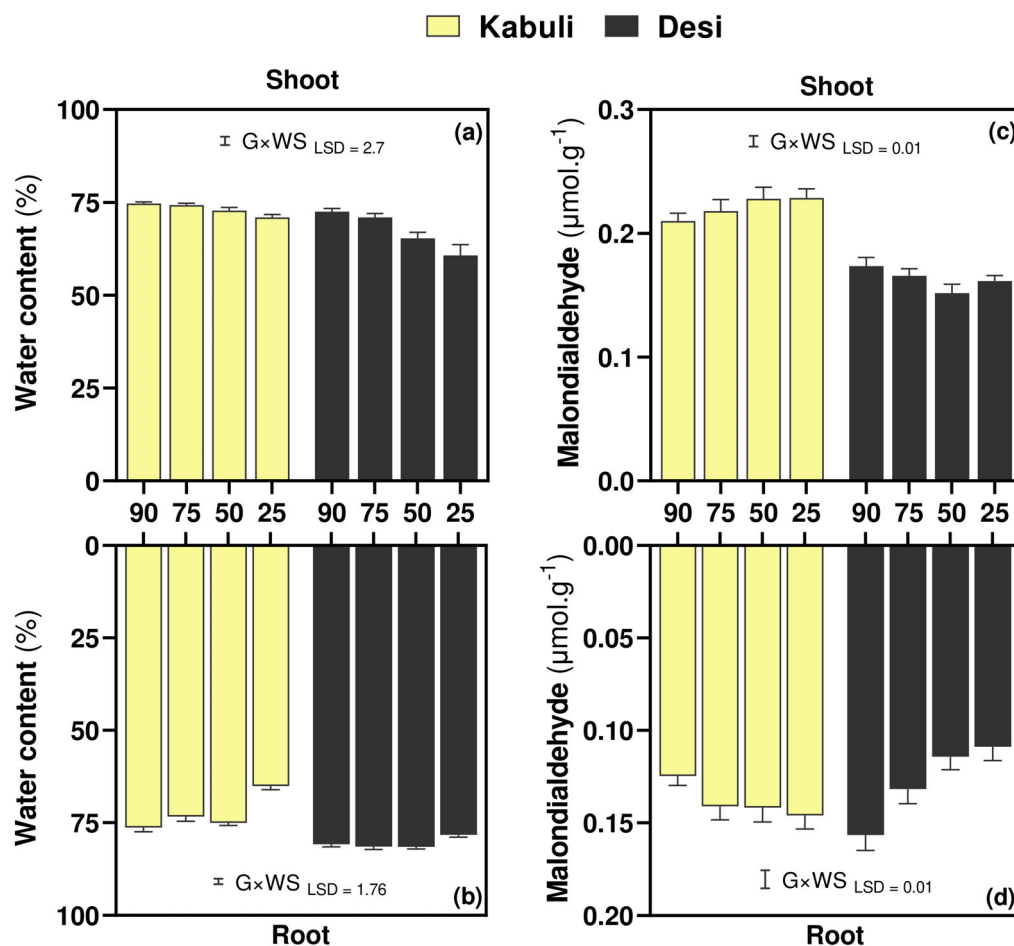 Kabuli Desi
Shoot
(a)
G×WS LSD = 2.7
Water content (%)
100
75
50
25
0
90 75 50 25 90 75 50 25
Shoot
(c)
G×WS LSD = 0.01
Malondialdehyde (μmol.g-1)
0.3
0.2
0.1
0.0
90 75 50 25 90 75 50 25
Water content (%)
0
25
50
75
100
G×WS LSD = 1.76
(b)
Root
Malondialdehyde (μmol.g-1)
0.00
0.05
0.10
0.15
0.20
G×WS LSD = 0.01
(d)
Root